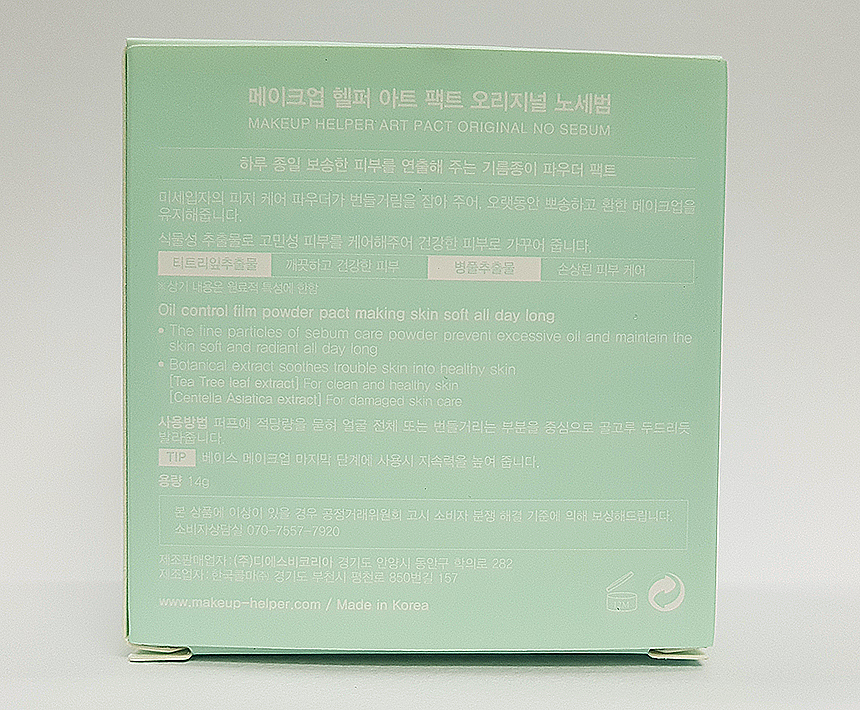 메이크업 헬퍼 아트 팩트 오리지널 노세범
MAKEUP HELPER ART PACT ORIGINAL NO SEBUM
하루 종일 보송한 피부를 연출해 주는 기름종이 파우더 팩트
미세입자의 피지 케어 파우더가 번들거림을 잡아 주어, 오랫동안 뽀송하고 환한 메이크업을
유지해줍니다.
식물성 추출물로 고민성 피부를 케어해주어 건강한 피부로 가꾸어 줍니다.
티트리잎추출물 깨끗하고 건강한 피부 병풀추출물 손상된 피부 케어
※상기 내용은 원료적 특성에 한함
Oil control film powder pact making skin soft all day long
• The fine particles of sebum care powder prevent excessive oil and maintain the
skin soft and radiant all day long
• Botanical extract soothes trouble skin into healthy skin
[Tea Tree leaf extract] For clean and healthy skin
[Centella Asiatica extract] For damaged skin care
사용방법 퍼프에 적당량을 묻혀 얼굴 전체 또는 번들거리는 부분을 중심으로 골고루 두드리듯
발라줍니다.
TIP 베이스 메이크업 마지막 단계에 사용시 지속력을 높여 줍니다.
용량 14g
본 상품에 이상이 있을 경우 공정거래위원회 고시 소비자 분쟁 해결 기준에 의해 보상해드립니다.
소비자상담실 070-7557-7920
제조판매업자 : (주)디에스비코리아 경기도 안양시 동안구 학의로 282
제조업자 : 한국콜마㈜ 경기도 부천시 평천로 850번길 157
www.makeup-helper.com / Made in Korea